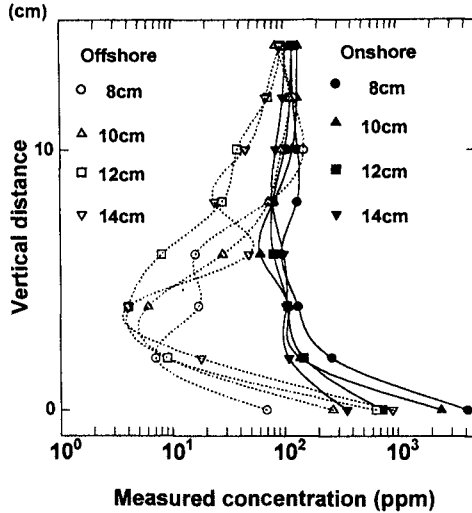 (cm)
Offshore
8cm
10cm
12cm
14cm
Onshore
8cm
10cm
12cm
14cm
10
0
Vertical distance
10⁰ 10¹ 10² 10³
Measured concentration (ppm)